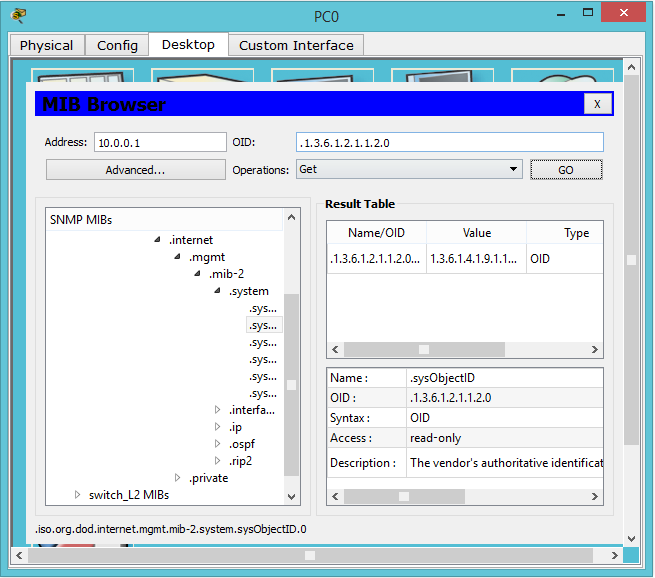 PC0
Physical Config Desktop Custom Interface
MIB Browser X
Address: 10.0.0.1 OID: .1.3.6.1.2.1.1.2.0
Advanced... Operations: Get GO
SNMP MIBs
.internet
.mgmt
.mib-2
.system
.sys...
.sys...
.sys...
.sys...
.sys...
.sys...
.interfa...
.ip
.ospf
.rip2
.private
switch_L2 MIBs
Result Table
Name/OID Value Type
.1.3.6.1.2.1.1.2.0... 1.3.6.1.4.1.9.1.1... OID
Name : .sysObjectID
OID : .1.3.6.1.2.1.1.2.0
Syntax : OID
Access : read-only
Description : The vendor's authoritative identificat
.iso.org.dod.internet.mgmt.mib-2.system.sysObjectID.0